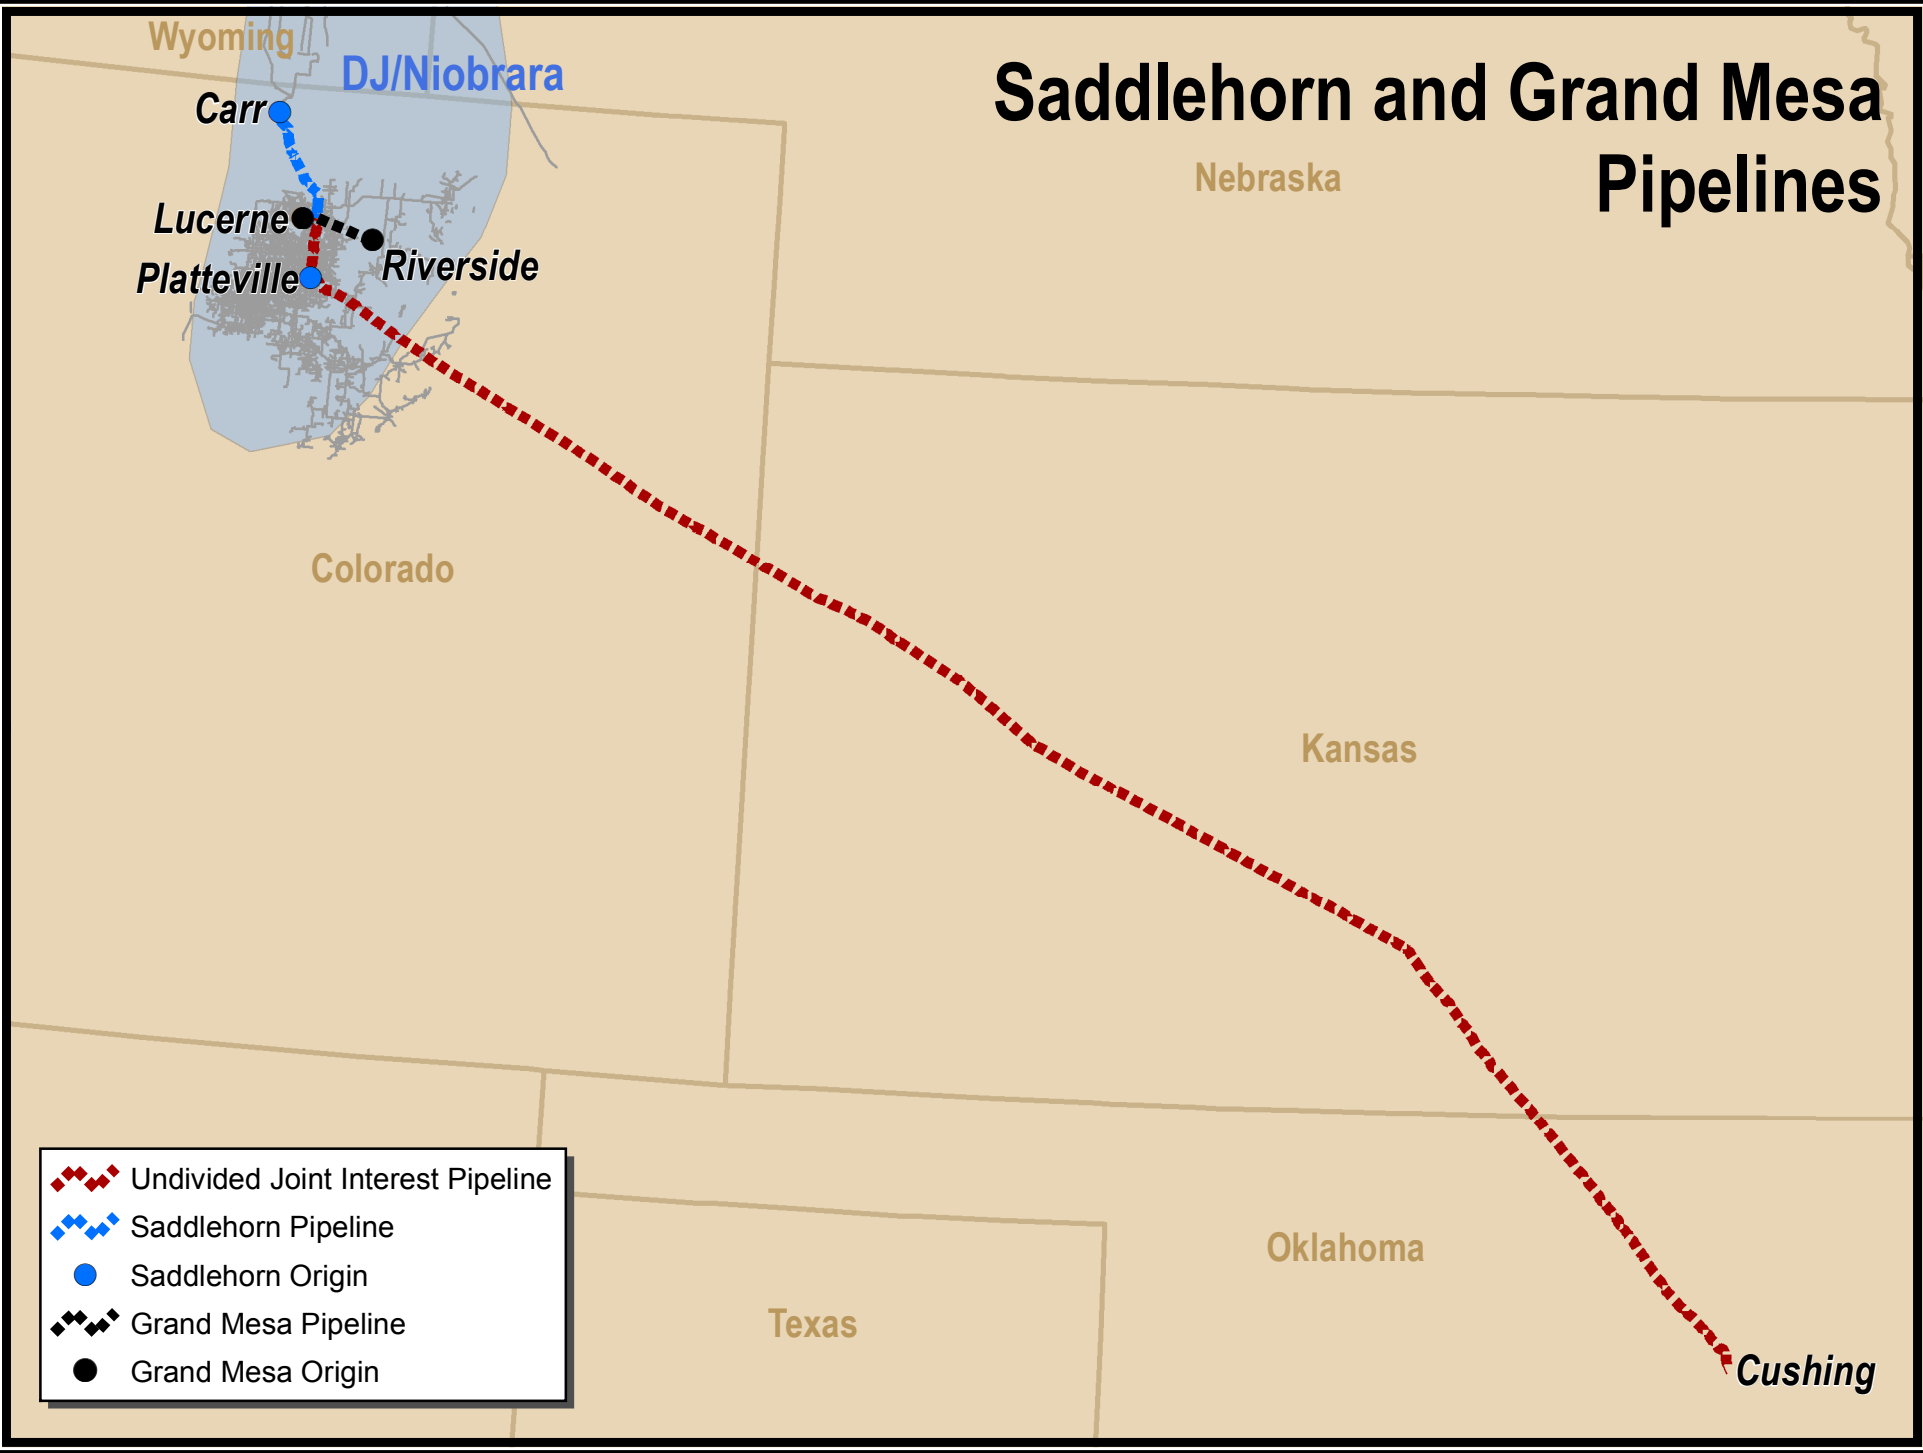 Saddlehorn and Grand Mesa
Pipelines
Wyoming
DJ/Niobrara
Carr
Nebraska
Lucerne
Riverside
Platteville
Colorado
Kansas
Undivided Joint Interest Pipeline
Saddlehorn Pipeline
Saddlehorn Origin
Grand Mesa Pipeline
Grand Mesa Origin
Oklahoma
Texas
Cushing